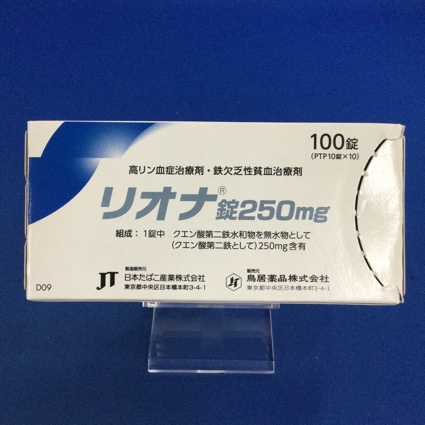 100錠
(PTP10錠×10)
高リン血症治療剤・鉄欠乏性貧血治療剤
リオナ®錠250mg
組成：1錠中 クエン酸第二鉄水和物を無水物として
(クエン酸第二鉄として)250mg含有
JT
製造販売元
日本たばこ産業株式会社
東京都中央区日本橋本町3-4-1
販売元
鳥居薬品株式会社
東京都中央区日本橋本町3-4-1
D09